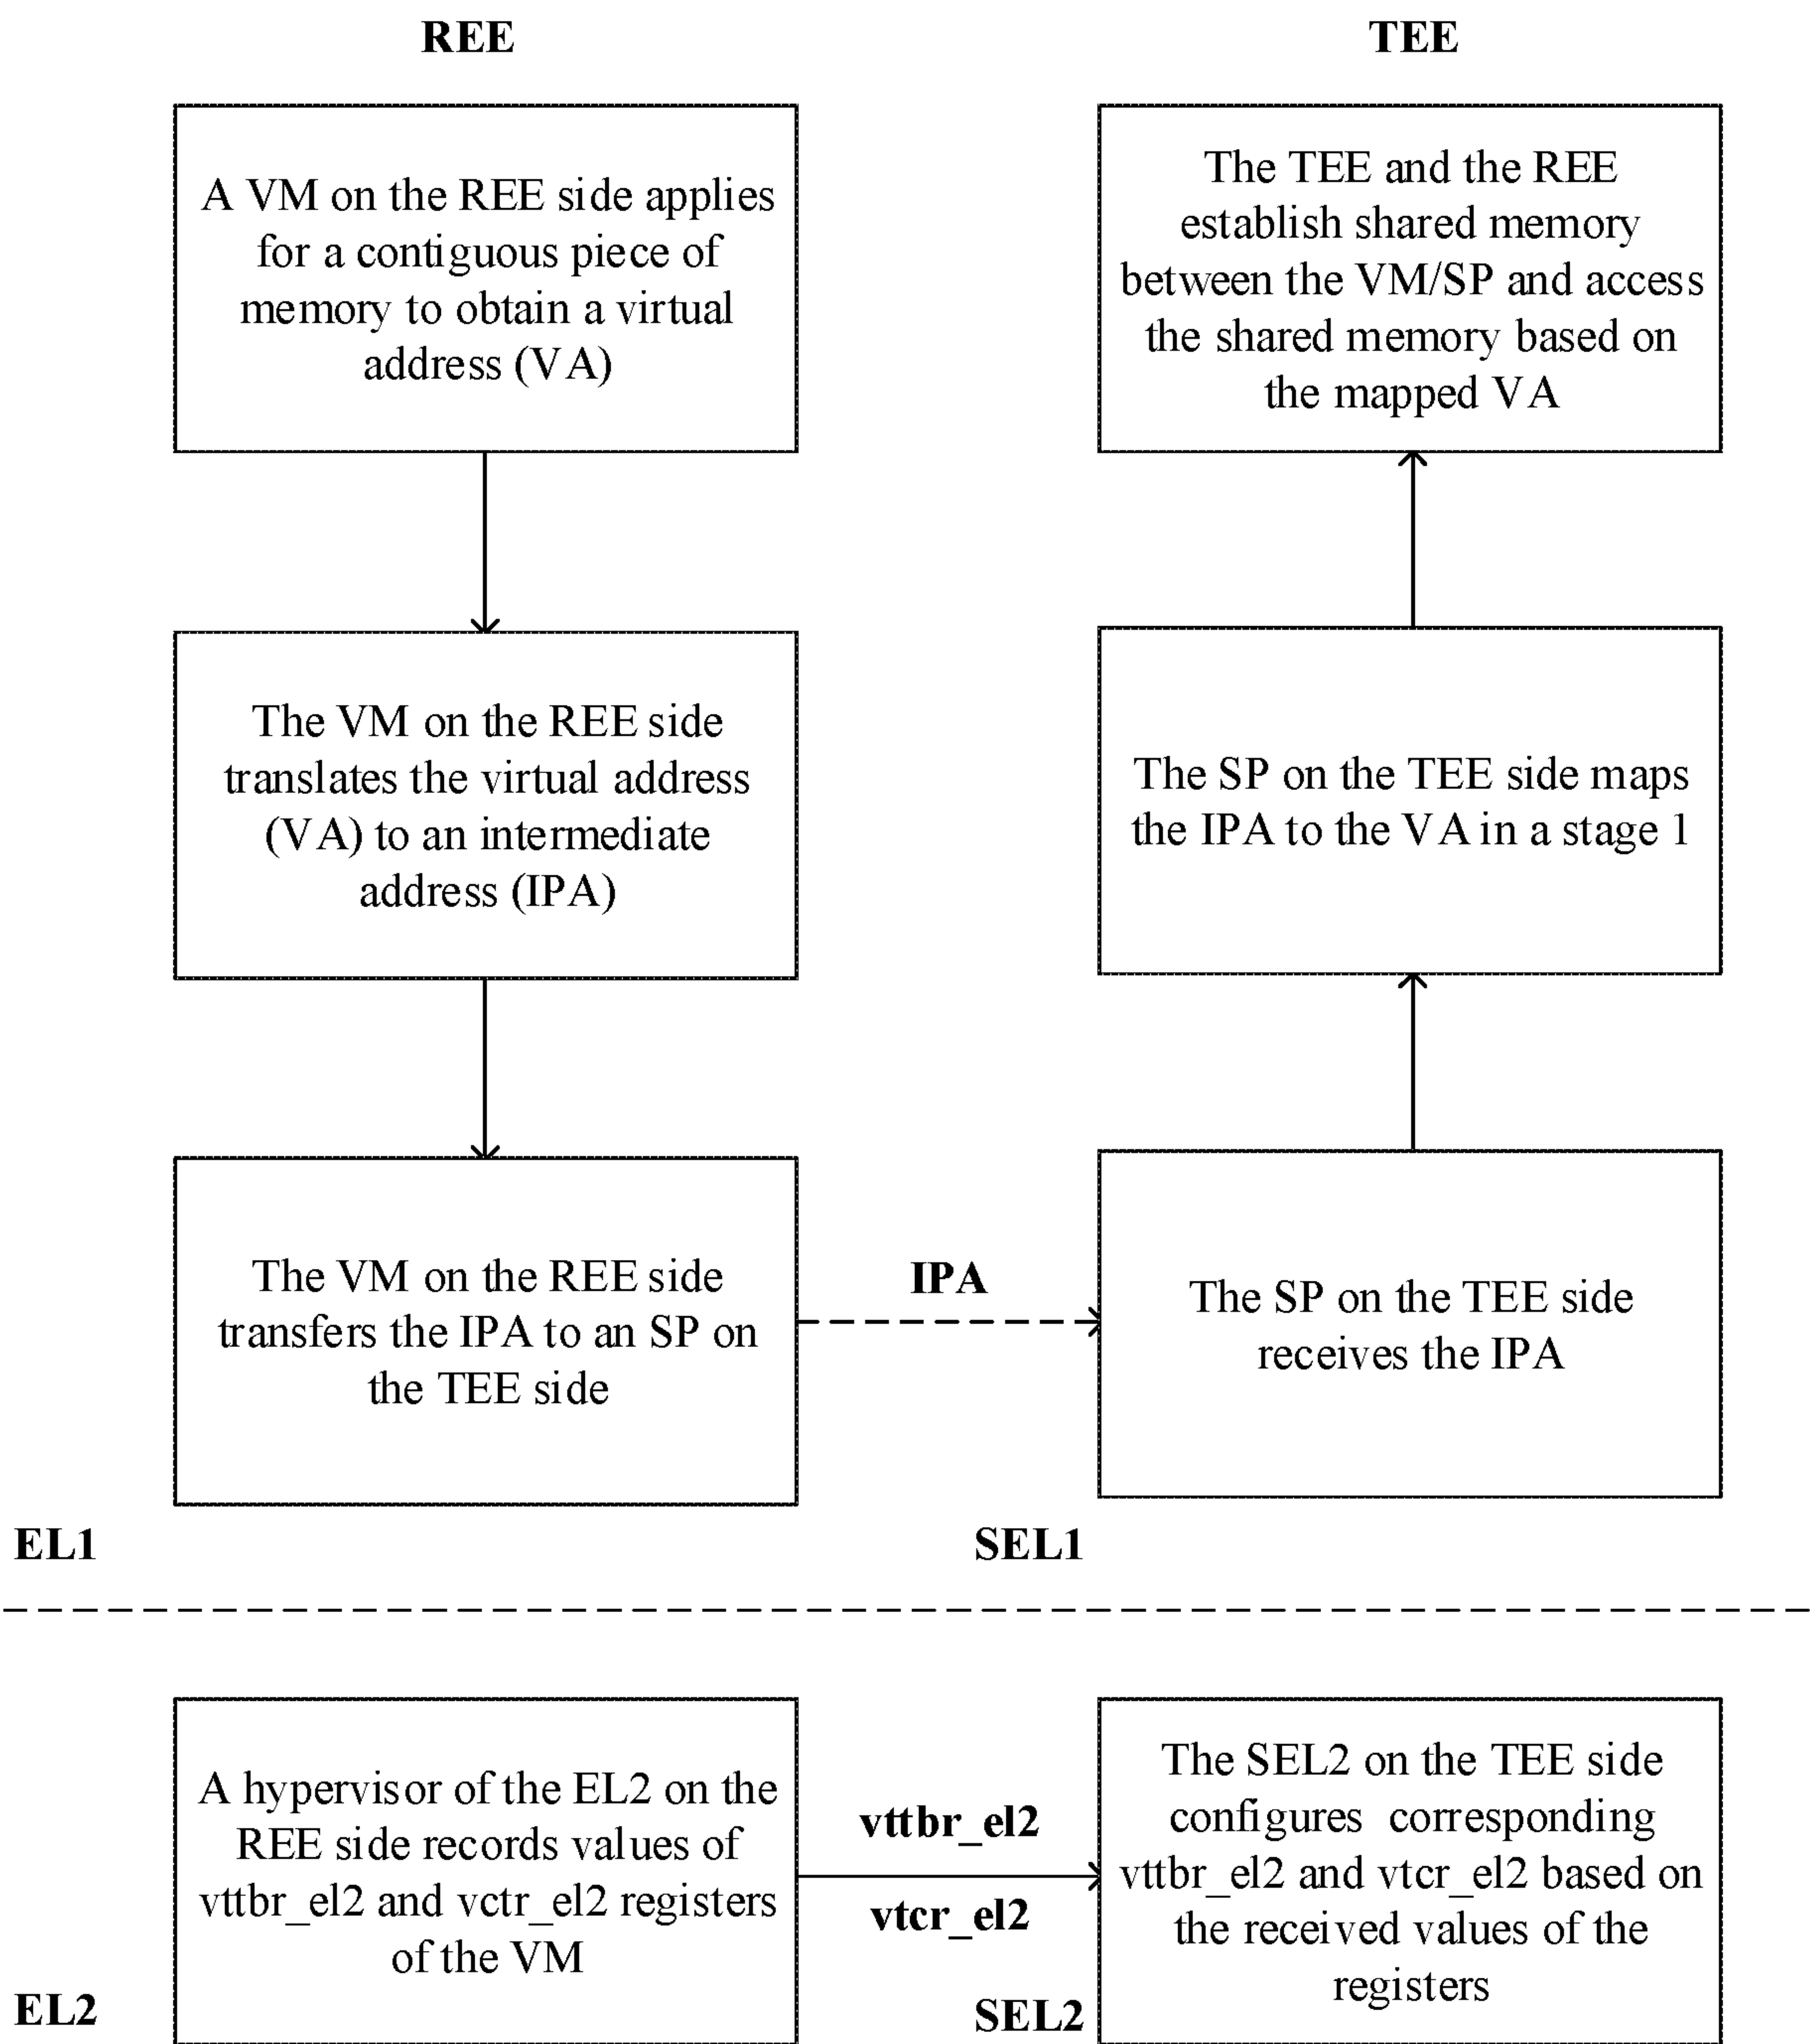 REE
TEE
A VM on the REE side applies
for a contiguous piece of
memory to obtain a virtual
address (VA)
The TEE and the REE
establish shared memory
between the VM/SP and access
the shared memory based on
the mapped VA
The VM on the REE side
translates the virtual address
(VA) to an intermediate
address (IPA)
The SP on the TEE side maps
the IPA to the VA in a stage 1
The VM on the REE side
transfers the IPA to an SP on
the TEE side
IPA
The SP on the TEE side
receives the IPA
EL1
SEL1
A hypervisor of the EL2 on the
REE side records values of
vttbr_el2 and vctr_el2 registers
of the VM
vttbr_el2
vtcr_el2
The SEL2 on the TEE side
configures corresponding
vttbr_el2 and vtcr_el2 based on
the received values of the
registers
EL2
SEL2